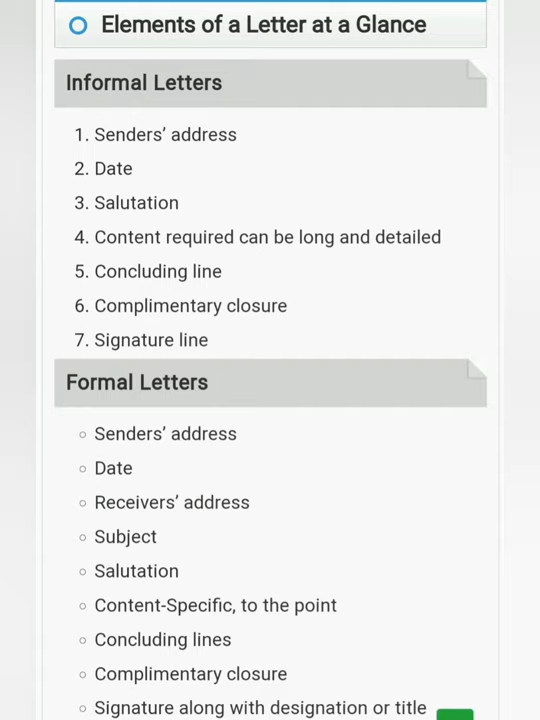 Elements of a Letter at a Glance
Informal Letters
1. Senders’ address
2. Date
3. Salutation
4. Content required can be long and detailed
5. Concluding line
6. Complimentary closure
7. Signature line
Formal Letters
○ Senders’ address
○ Date
○ Receivers’ address
○ Subject
○ Salutation
○ Content-Specific, to the point
○ Concluding lines
○ Complimentary closure
○ Signature along with designation or title